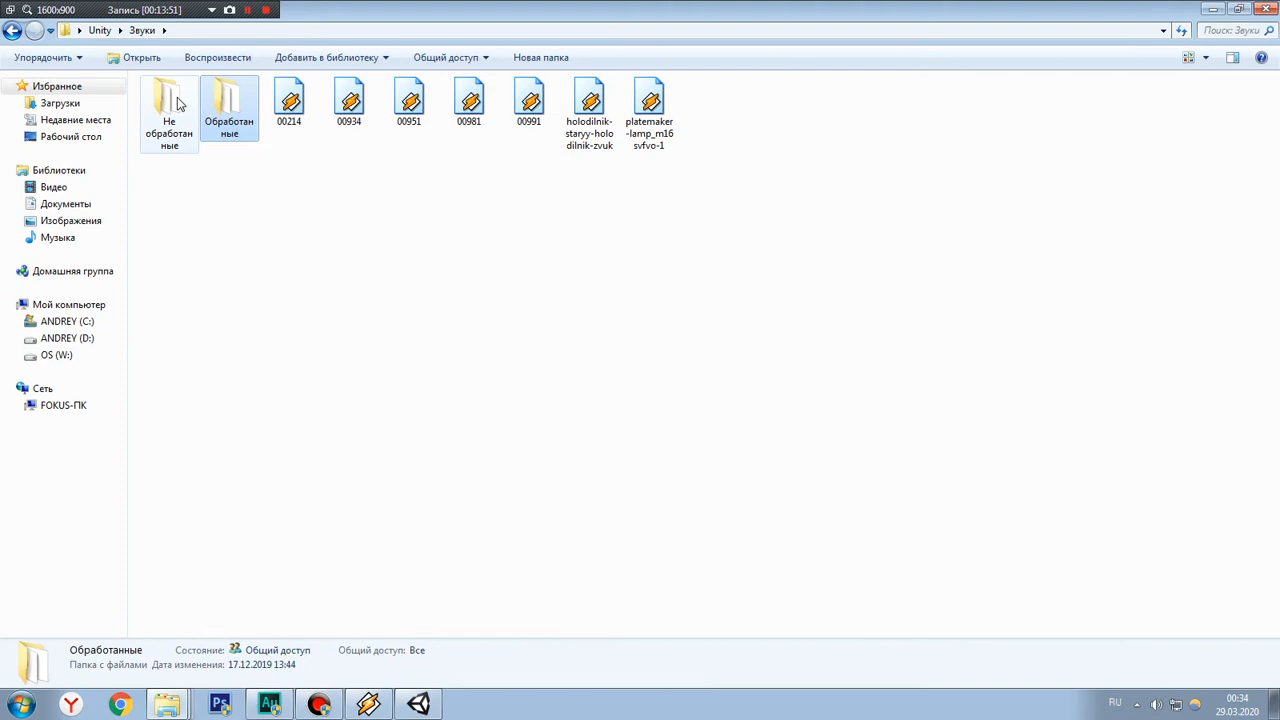 1600x900 Запись [00:13:51]
Unity Звуки Поиск: Звуки
Упорядочить Открыть Воспроизвести Добавить в библиотеку Общий доступ Новая папка
Избранное
Загрузки
Недавние места
Рабочий стол
Библиотеки
Видео
Документы
Изображения
Музыка
Домашняя группа
Мой компьютер
ANDREY (C:)
ANDREY (D:)
OS (W:)
Сеть
FOKUS-ПК
Не
обработан
ные
Обработан
ные
00214
00934
00951
00981
00991
holodilnik-
staryy-holo
dilnik-zvuk
platemaker
-lamp_m16
svfvo-1
Обработанные Состояние: Общий доступ Общий доступ: Все
Папка с файлами Дата изменения: 17.12.2019 13:44
Y
Ps
Au
RU
00:34
29.03.2020